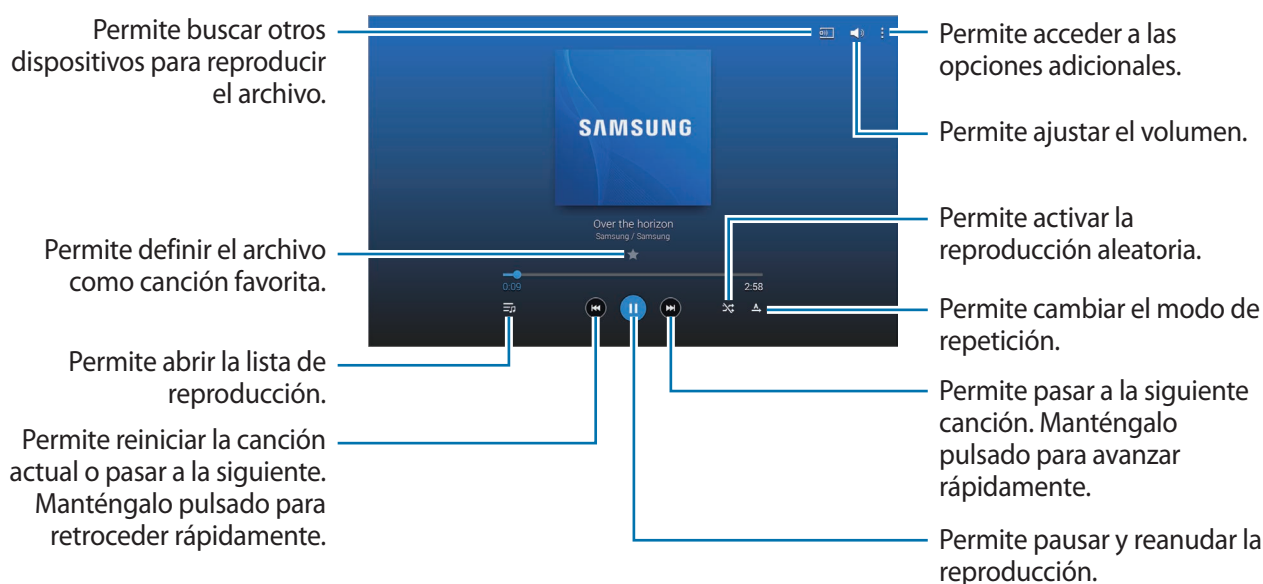 Permite buscar otros
dispositivos para reproducir
el archivo.
Permite acceder a las
opciones adicionales.
SAMSUNG
Permite ajustar el volumen.
Over the horizon
Samsung / Samsung
Permite activar la
reproducción aleatoria.
Permite definir el archivo
como canción favorita.
0:09
2:58
Permite cambiar el modo de
repetición.
Permite abrir la lista de
reproducción.
Permite pasar a la siguiente
canción. Manténgalo
pulsado para avanzar
rápidamente.
Permite reiniciar la canción
actual o pasar a la siguiente.
Manténgalo pulsado para
retroceder rápidamente.
Permite pausar y reanudar la
reproducción.